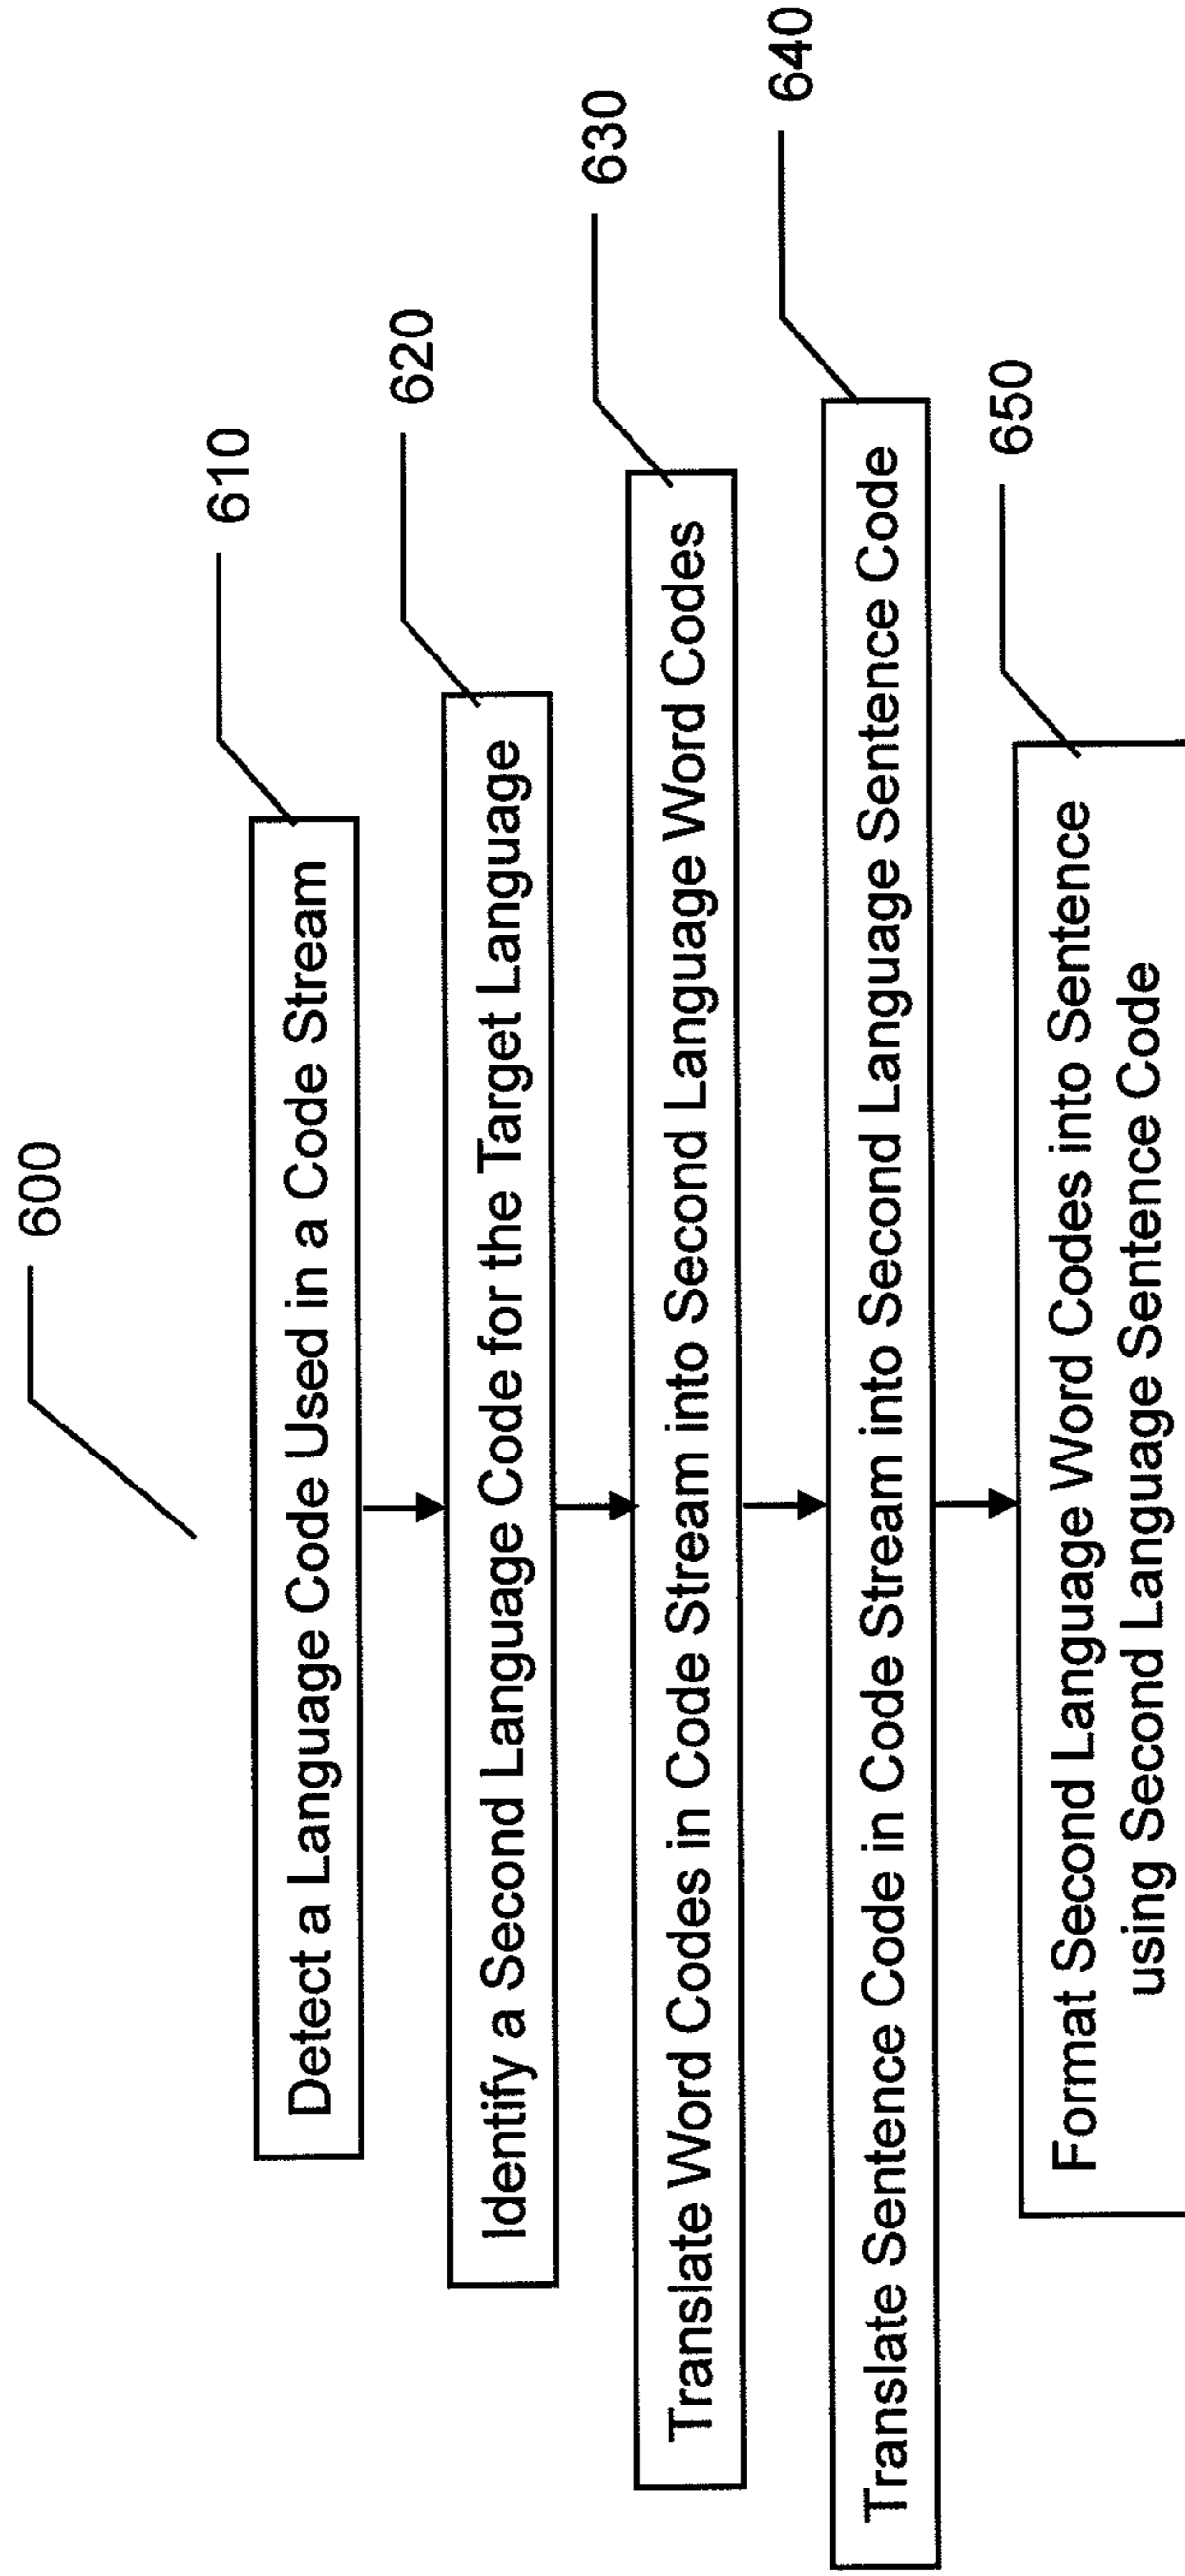 600
610
Detect a Language Code Used in a Code Stream
620
Identify a Second Language Code for the Target Language
630
Translate Word Codes in Code Stream into Second Language Word Codes
640
Translate Sentence Code in Code Stream into Second Language Sentence Code
650
Format Second Language Word Codes into Sentence
using Second Language Sentence Code